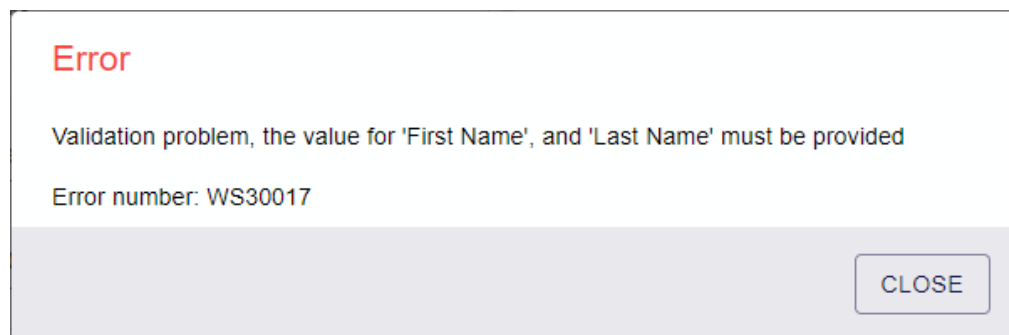 Error
Validation problem, the value for 'First Name', and 'Last Name' must be provided
Error number: WS30017
CLOSE